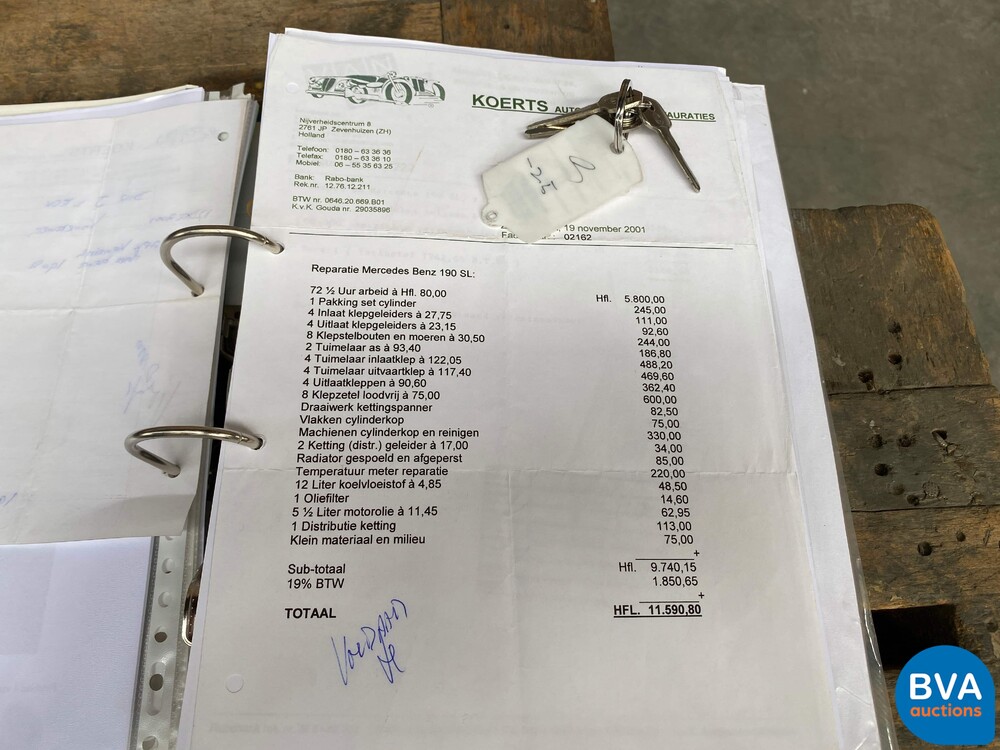 KOERTS AUTO
AURATIES
Nijverheidscentrum 8
2761 JP Zevenhuizen (ZH)
Holland
Telefoon: 0180 – 63 36 36
Telefax: 0180 – 63 36 10
Mobiel: 06 – 55 35 63 25
Bank: Rabo-bank
Rek.nr. 12.76.12.211
BTW nr. 0646.20.669.B01
K.v.K. Gouda nr. 29035896
19 november 2001
02162
Reparatie Mercedes Benz 190 SL:
72 ½ Uur arbeid à Hfl. 80,00 Hfl. 5.800,00
1 Pakking set cylinder 245,00
4 Inlaat klepgeleiders à 27,75 111,00
4 Uitlaat klepgeleiders à 23,15 92,60
8 Klepstelbouten en moeren à 30,50 244,00
2 Tuimelaar as à 93,40 186,80
4 Tuimelaar inlaatklep à 122,05 488,20
4 Tuimelaar uitvaartklep à 117,40 469,60
4 Uitlaatkleppen à 90,60 362,40
8 Klepzetel loodvrij à 75,00 600,00
Draaiwerk kettingspanner 82,50
Vlakken cylinderkop 75,00
Machienen cylinderkop en reinigen 330,00
2 Ketting (distr.) geleider à 17,00 34,00
Radiator gespoeld en afgeperst 85,00
Temperatuur meter reparatie 220,00
12 Liter koelvloeistof à 4,85 48,50
1 Oliefilter 14,60
5 ½ Liter motorolie à 11,45 62,95
1 Distributie ketting 113,00
Klein materiaal en milieu 75,00
+
Sub-totaal Hfl. 9.740,15
19% BTW 1.850,65
+
TOTAAL HFL. 11.590,80
BVA
auctions